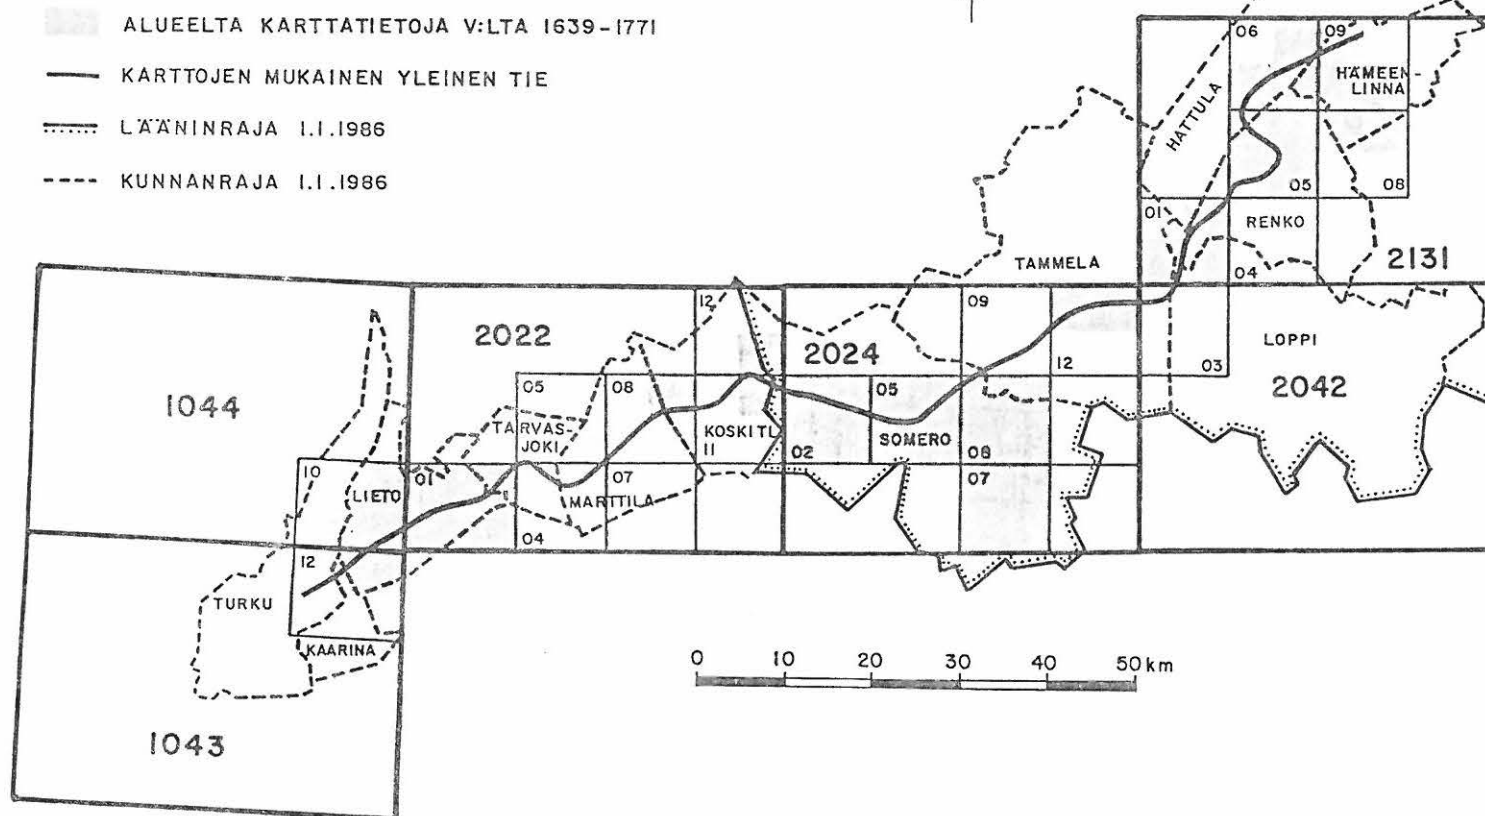 ALUEELTA KARTTATIETOJA V:LTA 1639-1771
KARTTOJEN MUKAINEN YLEINEN TIE
LÄÄNINRAJA 1.1.1986
KUNNANRAJA 1.1.1986
06
09
HÄMEEN-
LINNA
HATTULA
05
08
01
RENKO
2131
TAMMELA
04
12
09
2022
2024
LOPPI
12
03
2042
1044
05
08
05
TARVAS-
JOKI
KOSKI TL
11
SOMERO
02
08
10
LIETO
01
07
MARTTILA
07
04
12
TURKU
KAARINA
0 10 20 30 40 50 km
1043